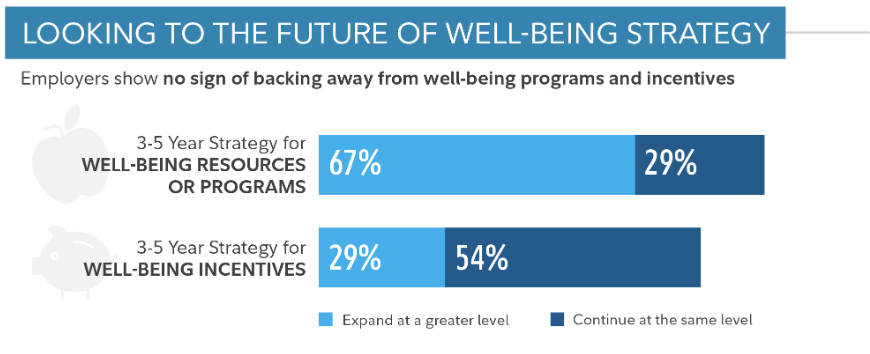 LOOKING TO THE FUTURE OF WELL-BEING STRATEGY
Employers show no sign of backing away from well-being programs and incentives
3-5 Year Strategy for
WELL-BEING RESOURCES
OR PROGRAMS
67%
29%
3-5 Year Strategy for
WELL-BEING INCENTIVES
29%
54%
Expand at a greater level
Continue at the same level